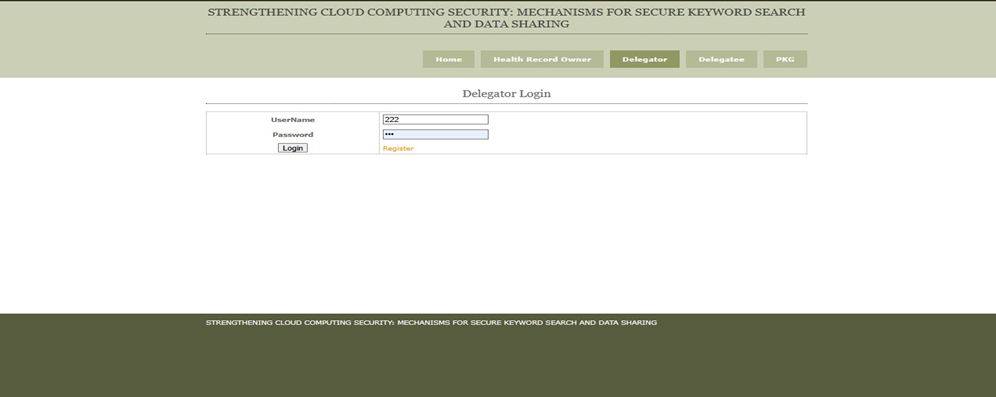 STRENGTHENING CLOUD COMPUTING SECURITY: MECHANISMS FOR SECURE KEYWORD SEARCH
AND DATA SHARING
Home Health Record Owner Delegator Delegatee PKG
Delegator Login
UserName 222
Password •••
Login Register
STRENGTHENING CLOUD COMPUTING SECURITY: MECHANISMS FOR SECURE KEYWORD SEARCH AND DATA SHARING